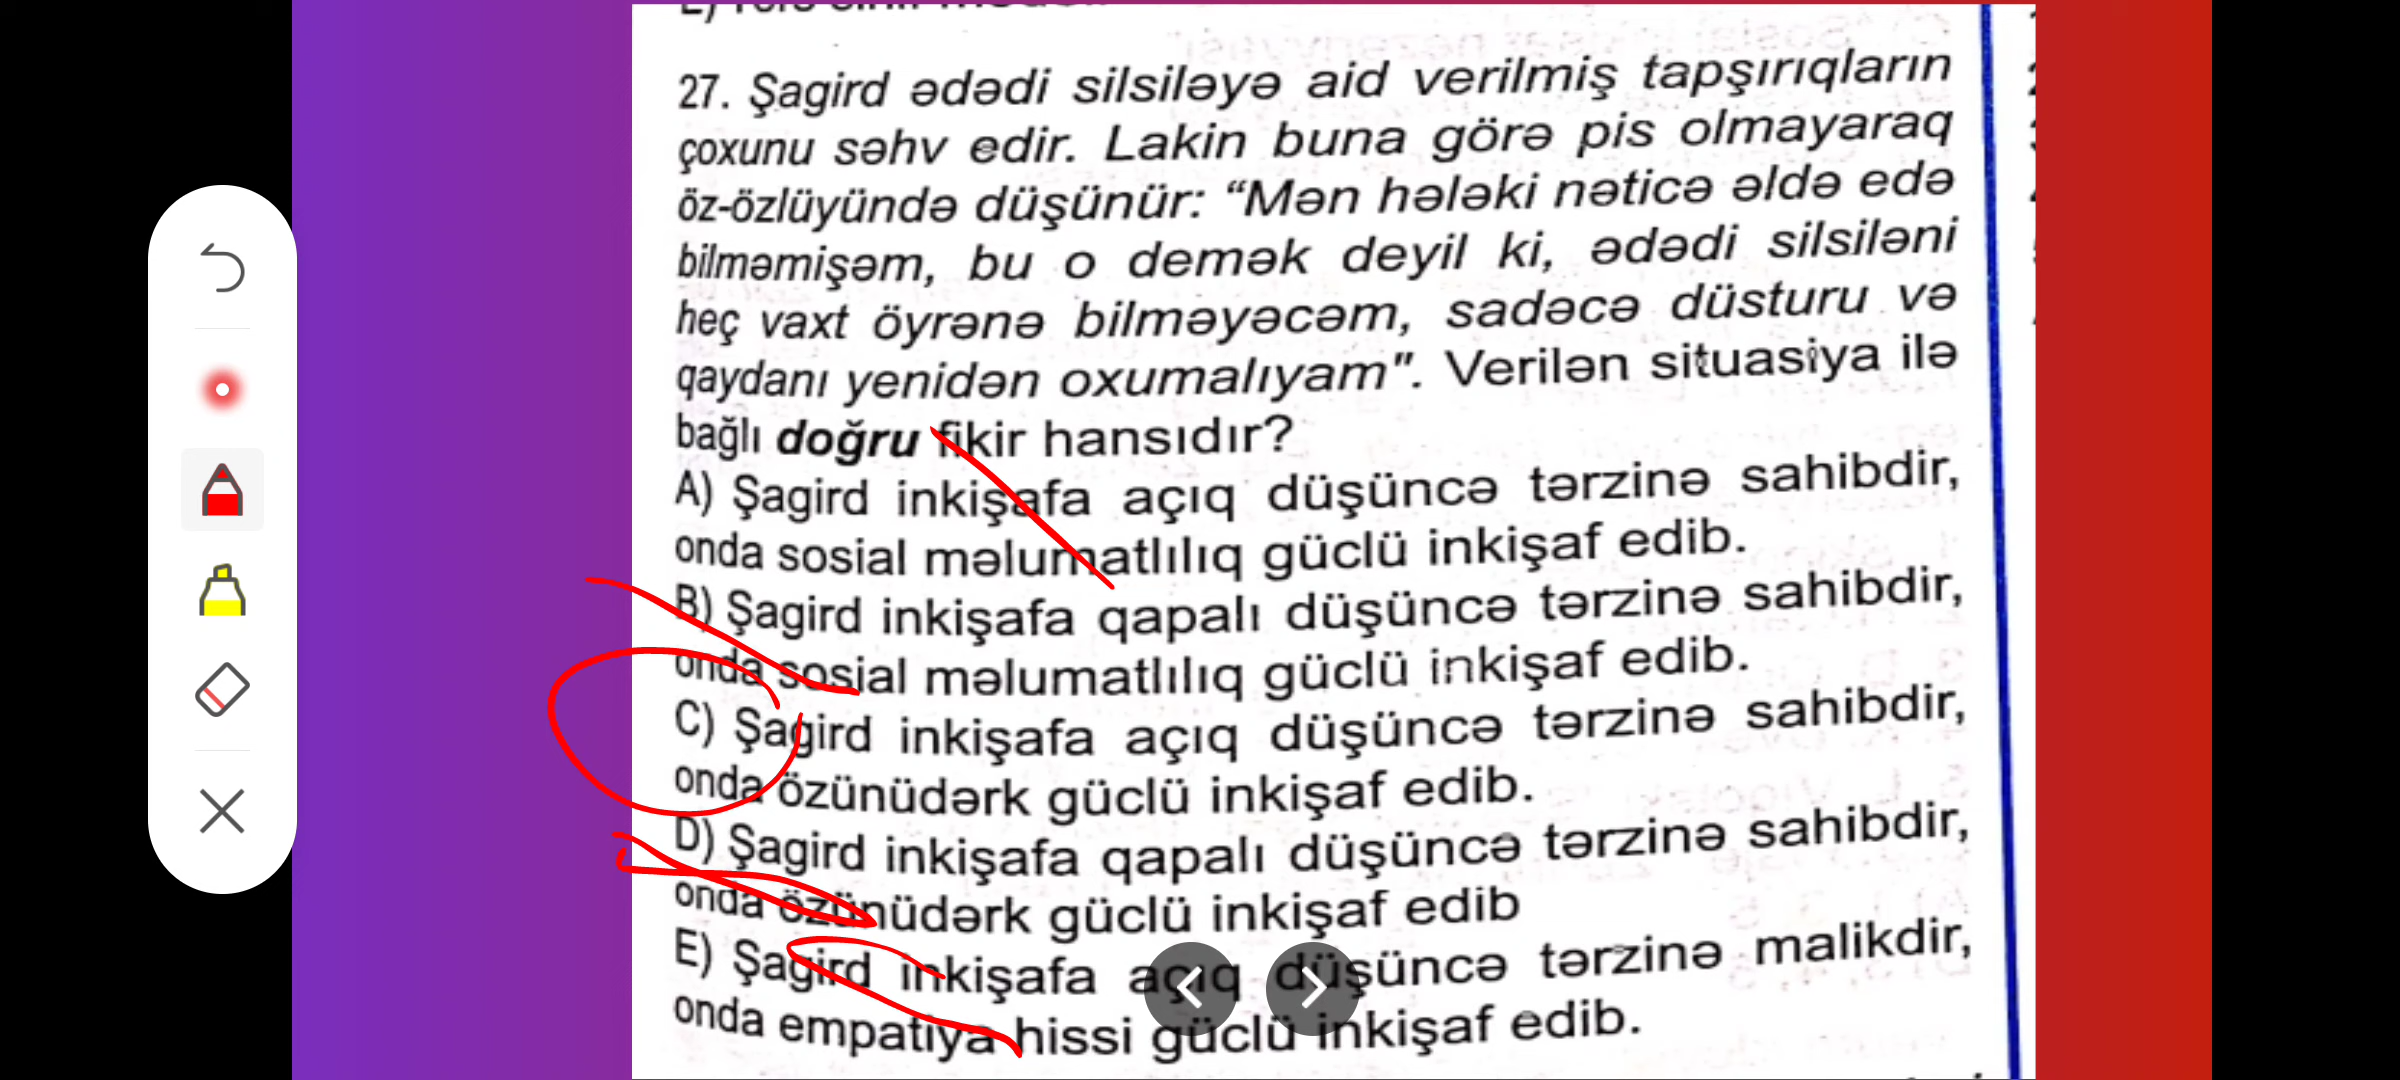 27. Şagird ədədi silsiləyə aid verilmiş tapşırıqların
çoxunu səhv edir. Lakin buna görə pis olmayaraq
öz-özlüyündə düşünür: “Mən hələki nəticə əldə edə
bilməmişəm, bu o demək deyil ki, ədədi silsiləni
heç vaxt öyrənə bilməyəcəm, sadəcə düsturu və
qaydanı yenidən oxumalıyam". Verilən situasiya ilə
bağlı doğru fikir hansıdır?
A) Şagird inkişafa açıq düşüncə tərzinə sahibdir,
onda sosial məlumatlılıq güclü inkişaf edib.
B) Şagird inkişafa qapalı düşüncə tərzinə sahibdir,
onda sosial məlumatlılıq güclü inkişaf edib.
C) Şagird inkişafa açıq düşüncə tərzinə sahibdir,
onda özünüdərk güclü inkişaf edib.
D) Şagird inkişafa qapalı düşüncə tərzinə sahibdir,
onda özünüdərk güclü inkişaf edib
E) Şagird inkişafa açıq düşüncə tərzinə malikdir,
onda empatiya hissi güclü inkişaf edib.